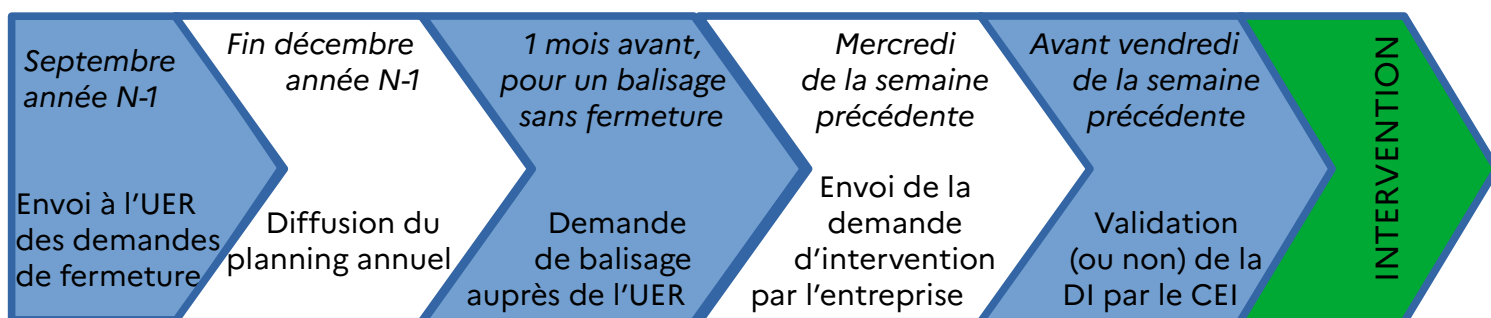 Septembre
année N-1
Envoi à l’UER
des demandes
de fermeture
Fin décembre
année N-1
Diffusion du
planning annuel
1 mois avant,
pour un balisage
sans fermeture
Demande
de balisage
auprès de l’UER
Mercredi
de la semaine
précédente
Envoi de la
demande
d’intervention
par l’entreprise
Avant vendredi
de la semaine
précédente
Validation
(ou non) de la
DI par le CEI
INTERVENTION